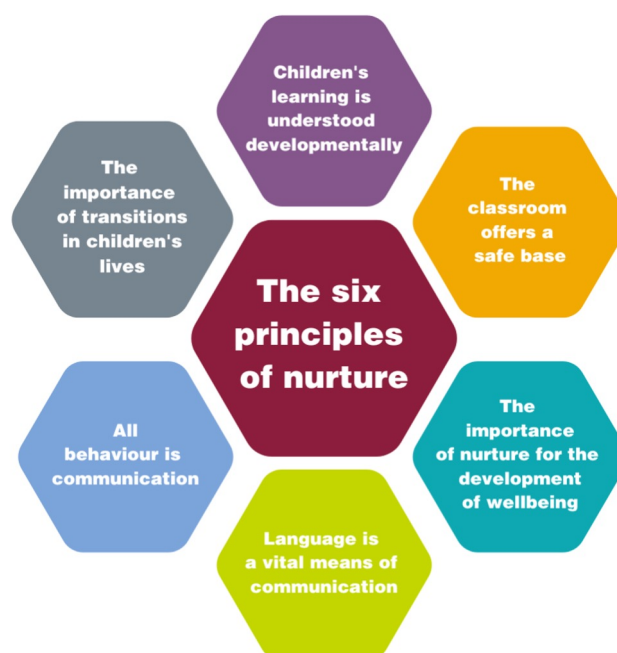 Children's
learning is
understood
developmentally
The
classroom
offers a
safe base
The
importance
of nurture for the
development
of wellbeing
Language is
a vital means of
communication
All
behaviour is
communication
The
importance
of transitions
in children's
lives
The six
principles
of nurture